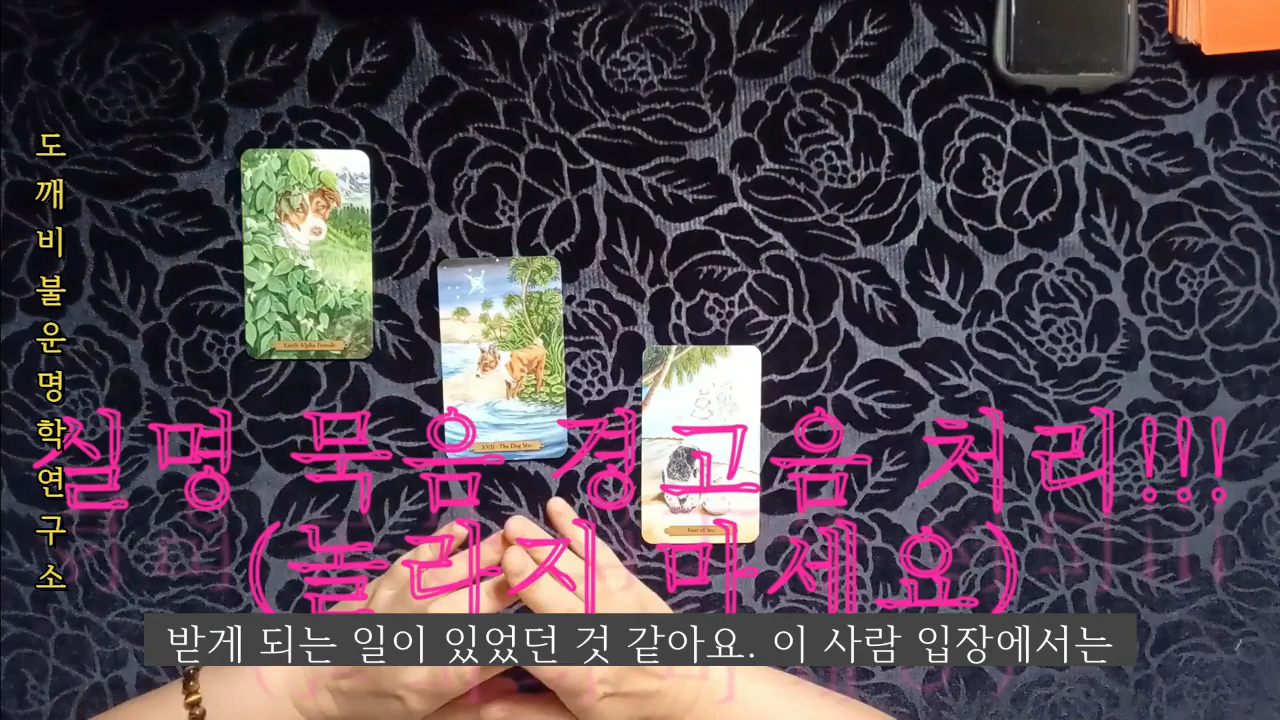 도깨비불운명학연구소
실명 묵음경고음 처리!!!
(놀라지 마세요)
받게 되는 일이 있었던 것 같아요. 이 사람 입장에서는
Earth Alpha Female
XVII - The Dog Star
Four of Sea